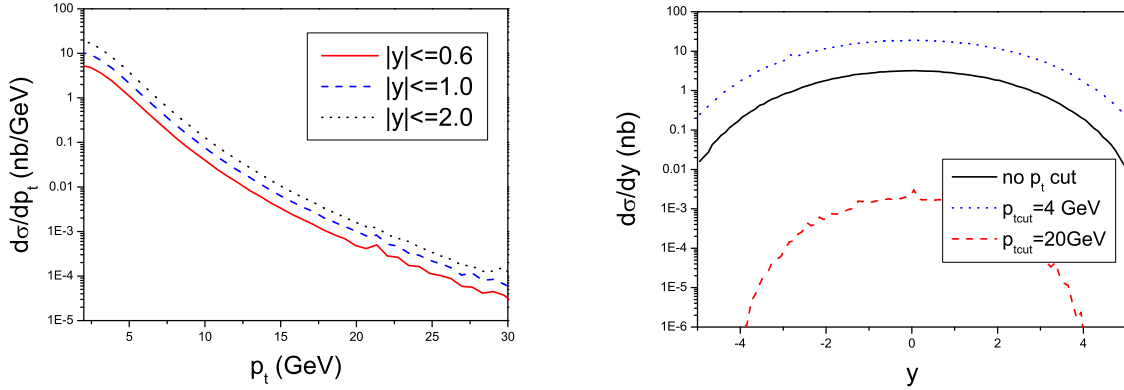 100
10
1
0.1
0.01
1E-3
1E-4
1E-5
dσ/dp_t (nb/GeV)
|y|<=0.6
|y|<=1.0
|y|<=2.0
5 10 15 20 25 30
p_t (GeV)
100
10
1
0.1
0.01
1E-3
1E-4
1E-5
1E-6
dσ/dy (nb)
no p_t cut
p_tcut=4 GeV
p_tcut=20GeV
-4 -2 0 2 4
y